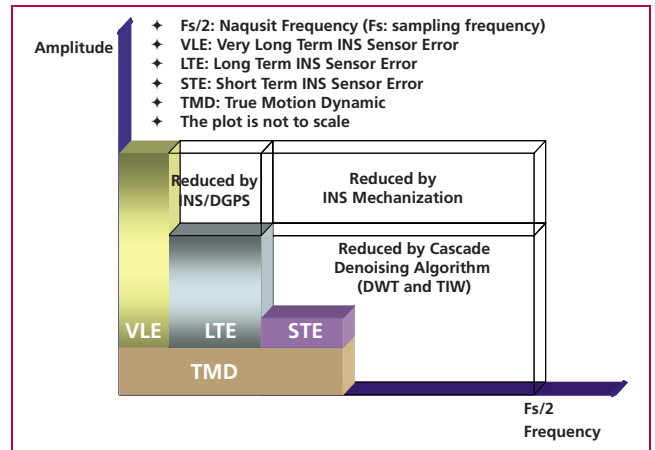 Amplitude
✦ Fs/2: Naqusit Frequency (Fs: sampling frequency)
✦ VLE: Very Long Term INS Sensor Error
✦ LTE: Long Term INS Sensor Error
✦ STE: Short Term INS Sensor Error
✦ TMD: True Motion Dynamic
✦ The plot is not to scale
Reduced by
INS/DGPS
Reduced by
INS Mechanization
Reduced by Cascade
Denoising Algorithm
(DWT and TIW)
VLE
LTE
STE
TMD
Fs/2
Frequency